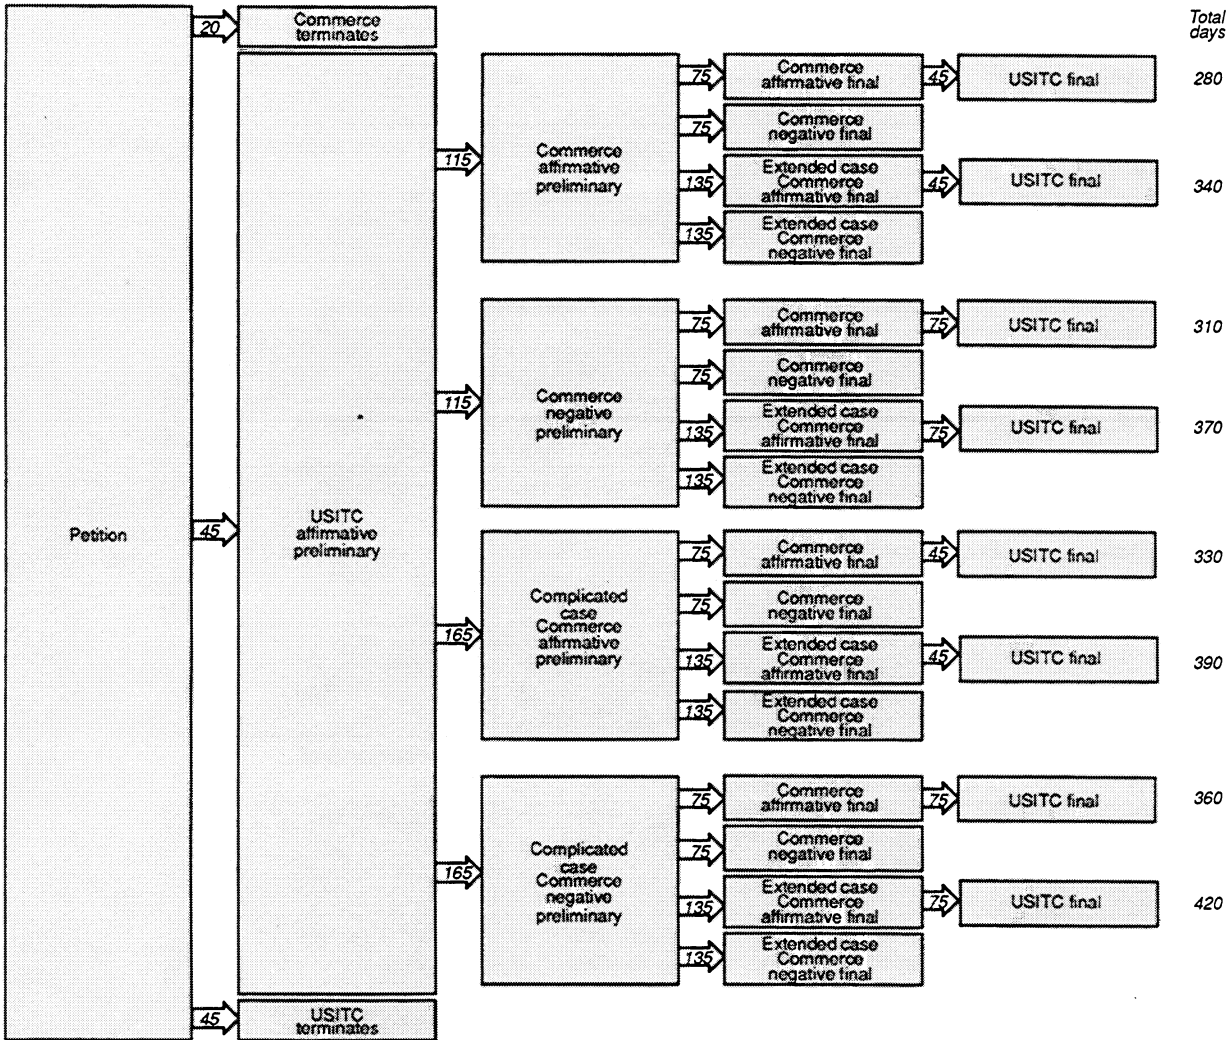 Total
days
20
Commerce
terminates
Petition
45
USITC
affirmative
preliminary
45
USITC
terminates
115
Commerce
affirmative
preliminary
75
Commerce
affirmative final
45
USITC final
280
75
Commerce
negative final
135
Extended case
Commerce
affirmative final
45
USITC final
340
135
Extended case
Commerce
negative final
115
Commerce
negative
preliminary
75
Commerce
affirmative final
75
USITC final
310
75
Commerce
negative final
135
Extended case
Commerce
affirmative final
75
USITC final
370
135
Extended case
Commerce
negative final
165
Complicated
case
Commerce
affirmative
preliminary
75
Commerce
affirmative final
45
USITC final
330
75
Commerce
negative final
135
Extended case
Commerce
affirmative final
45
USITC final
390
135
Extended case
Commerce
negative final
165
Complicated
case
Commerce
negative
preliminary
75
Commerce
affirmative final
75
USITC final
360
75
Commerce
negative final
135
Extended case
Commerce
affirmative final
75
USITC final
420
135
Extended case
Commerce
negative final